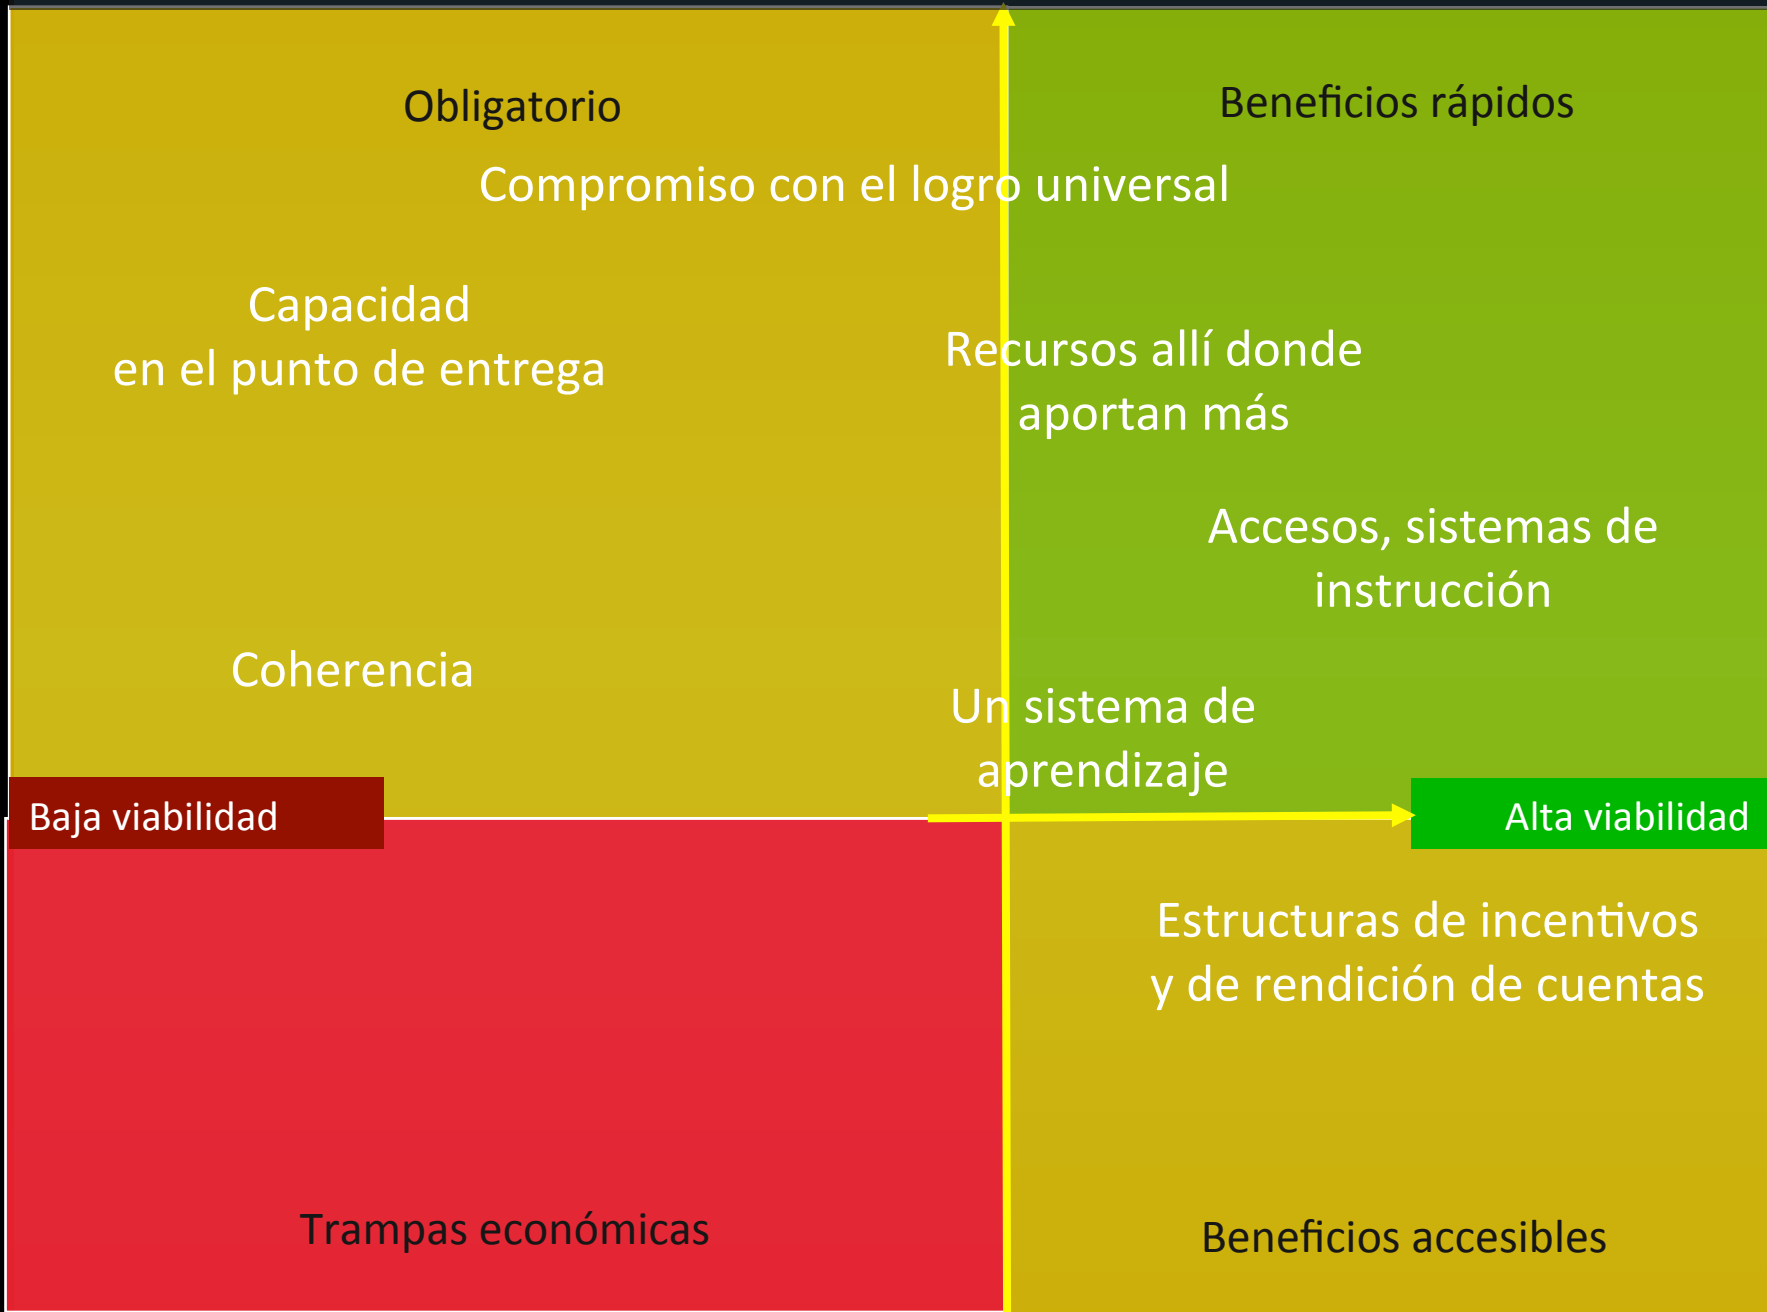 Obligatorio
Beneficios rápidos
Compromiso con el logro universal
Capacidad
en el punto de entrega
Recursos allí donde
aportan más
Accesos, sistemas de
instrucción
Coherencia
Un sistema de
aprendizaje
Baja viabilidad
Alta viabilidad
Estructuras de incentivos
y de rendición de cuentas
Trampas económicas
Beneficios accesibles